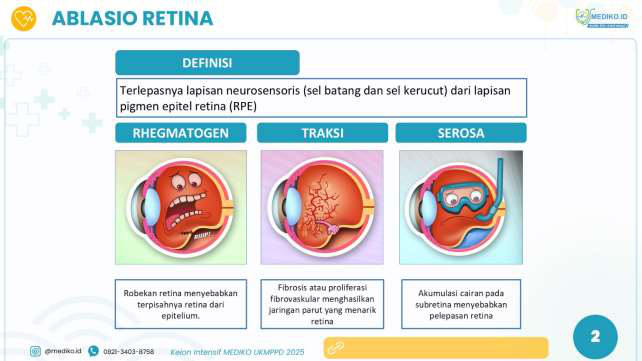 ABLASIO RETINA
MEDIKO.ID
DEFINISI
Terlepasnya lapisan neurosensoris (sel batang dan sel kerucut) dari lapisan
pigmen epitel retina (RPE)
RHEGMATOGEN
TRAKSI
SEROSA
RIIIP!
Robekan retina menyebabkan
terpisahnya retina dari
epitelium.
Fibrosis atau proliferasi
fibrovaskular menghasilkan
jaringan parut yang menarik
retina
Akumulasi cairan pada
subretina menyebabkan
pelepasan retina
2
@mediko.id
0821-3403-8758
Kelon Intensif MEDIKO UKMPPD 2025